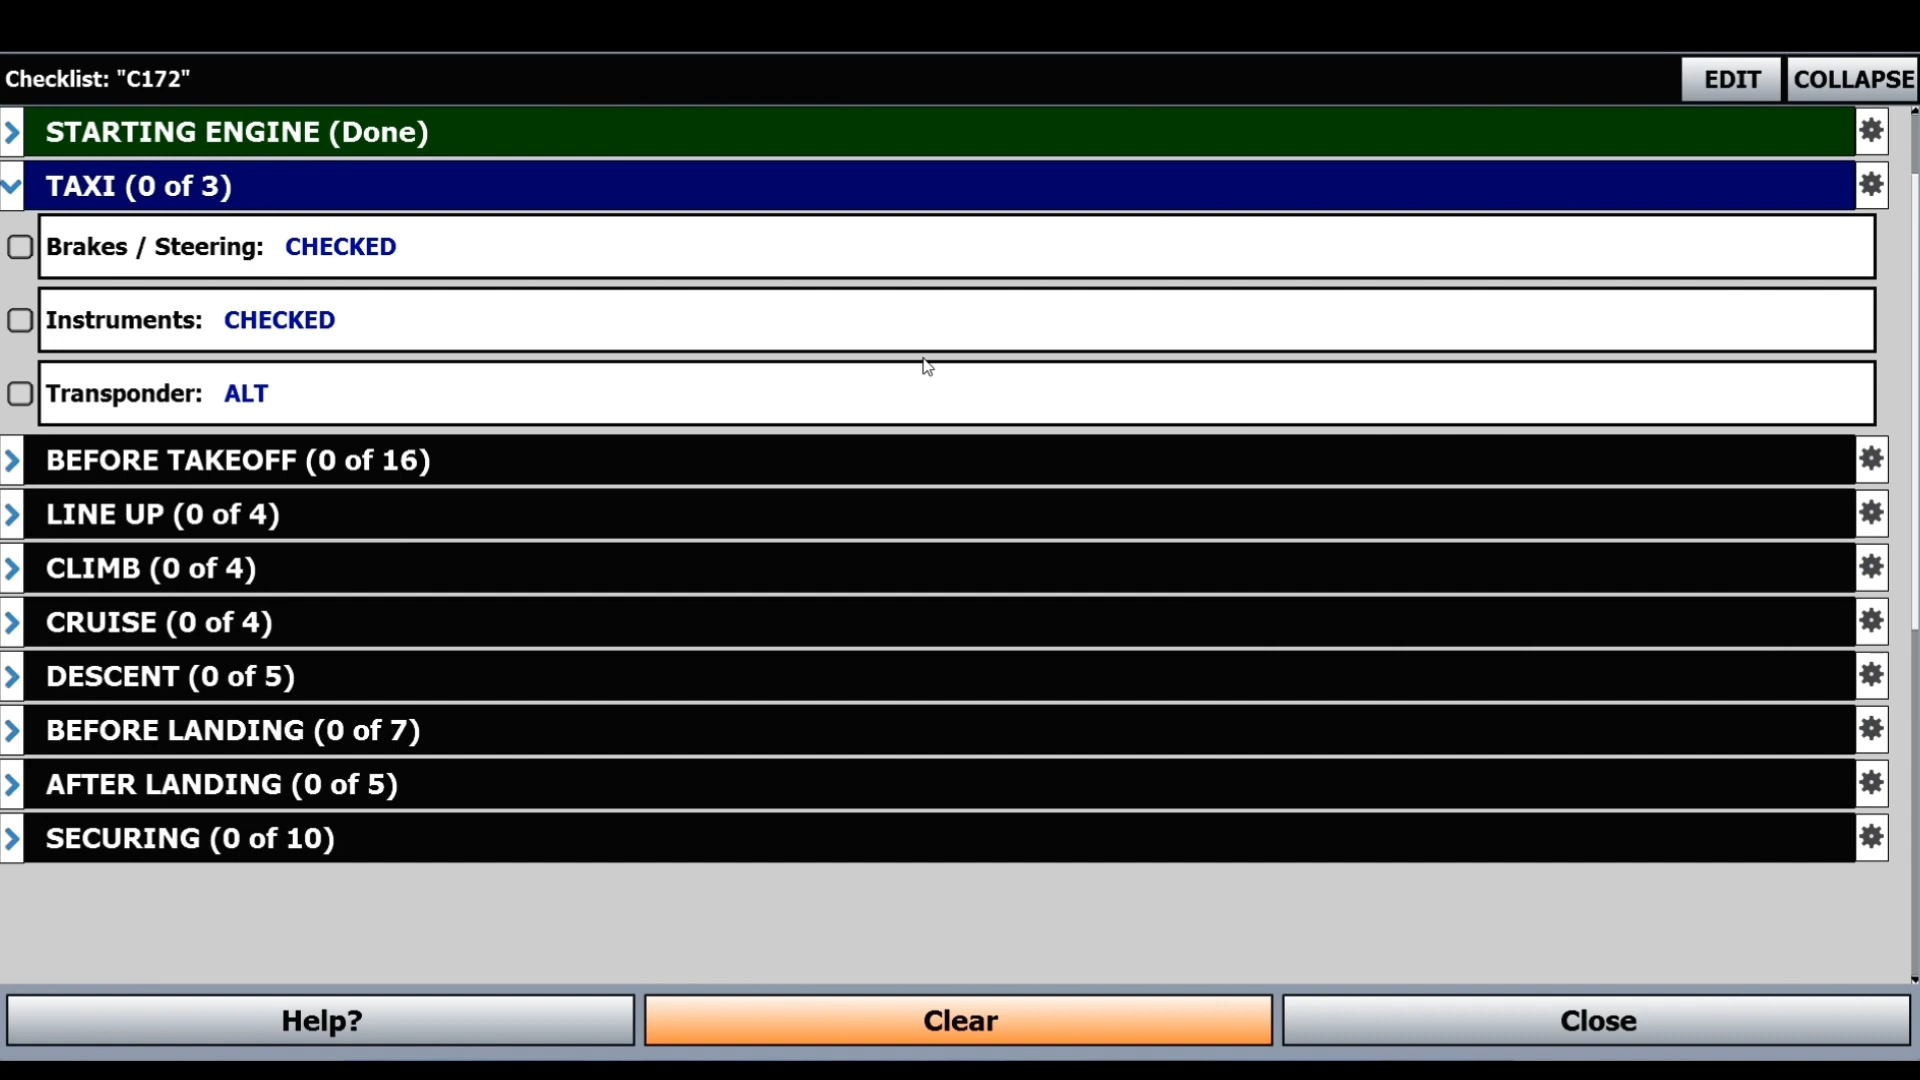 Checklist: "C172"
EDIT
COLLAPSE
STARTING ENGINE (Done)
TAXI (0 of 3)
Brakes / Steering: CHECKED
Instruments: CHECKED
Transponder: ALT
BEFORE TAKEOFF (0 of 16)
LINE UP (0 of 4)
CLIMB (0 of 4)
CRUISE (0 of 4)
DESCENT (0 of 5)
BEFORE LANDING (0 of 7)
AFTER LANDING (0 of 5)
SECURING (0 of 10)
Help?
Clear
Close